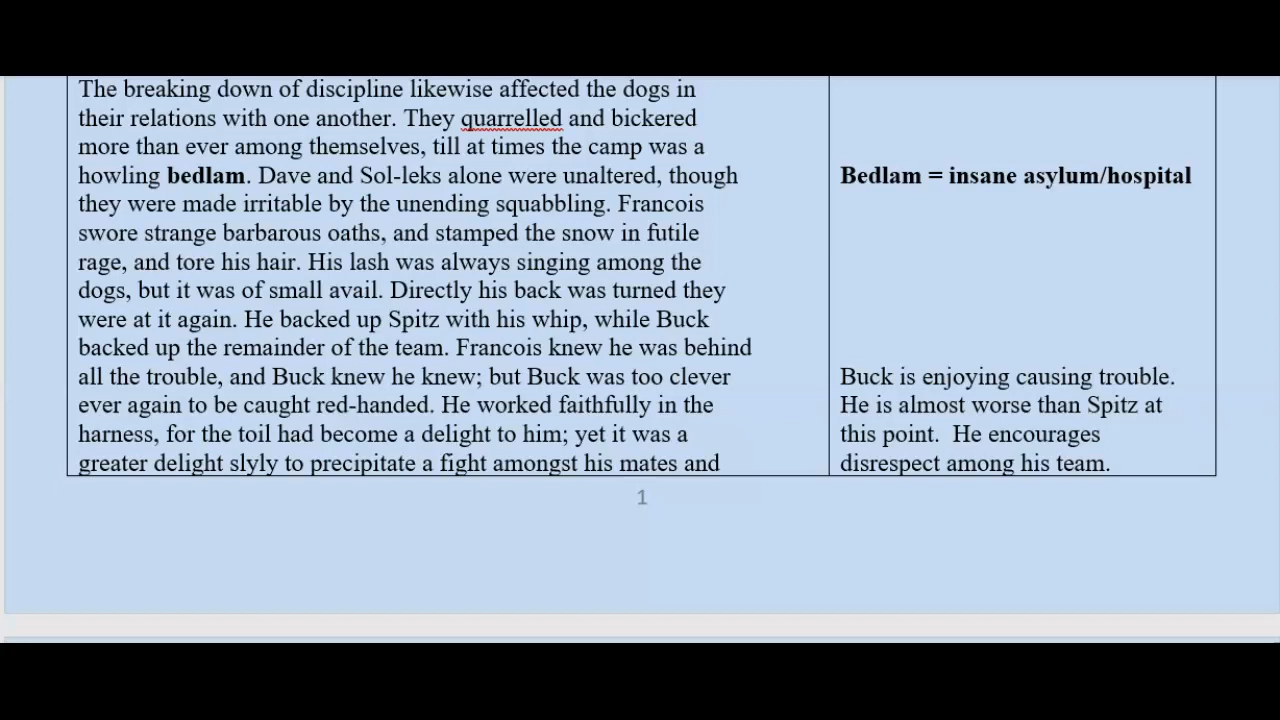 The breaking down of discipline likewise affected the dogs in
their relations with one another. They quarrelled and bickered
more than ever among themselves, till at times the camp was a
howling bedlam. Dave and Sol-leks alone were unaltered, though
they were made irritable by the unending squabbling. Francois
swore strange barbarous oaths, and stamped the snow in futile
rage, and tore his hair. His lash was always singing among the
dogs, but it was of small avail. Directly his back was turned they
were at it again. He backed up Spitz with his whip, while Buck
backed up the remainder of the team. Francois knew he was behind
all the trouble, and Buck knew he knew; but Buck was too clever
ever again to be caught red-handed. He worked faithfully in the
harness, for the toil had become a delight to him; yet it was a
greater delight slyly to precipitate a fight amongst his mates and
Bedlam = insane asylum/hospital
Buck is enjoying causing trouble.
He is almost worse than Spitz at
this point.  He encourages
disrespect among his team.
1